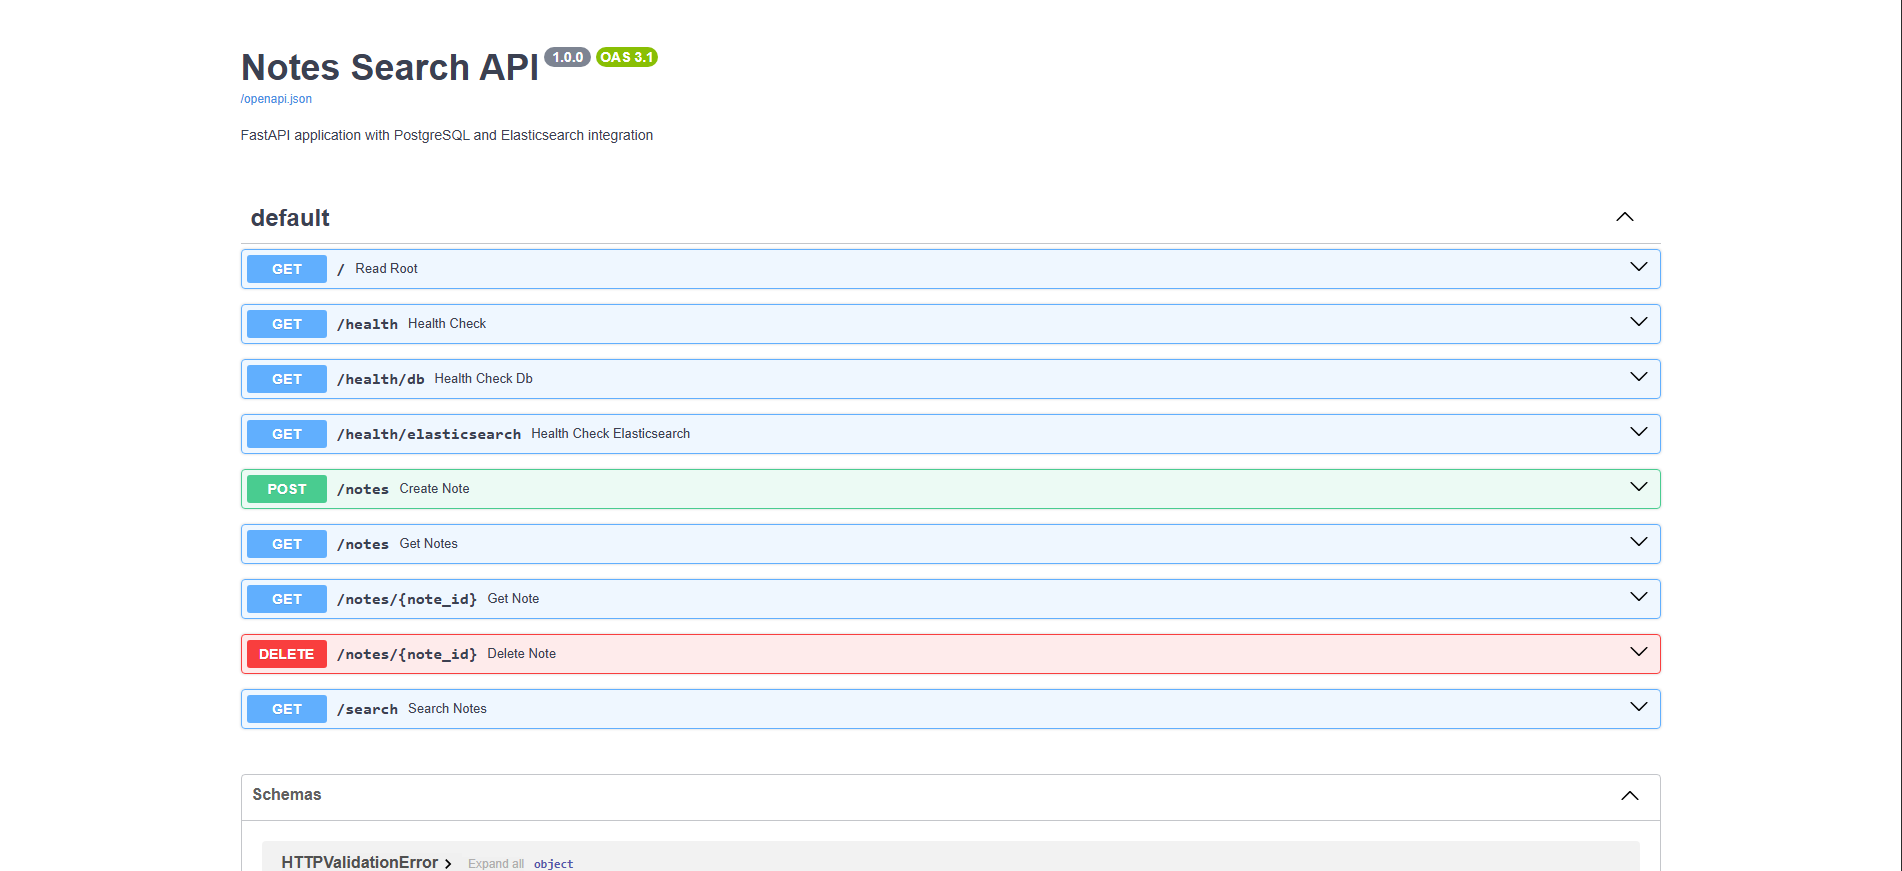 Notes Search API 1.0.0 OAS 3.1
/openapi.json
FastAPI application with PostgreSQL and Elasticsearch integration
default
GET / Read Root
GET /health Health Check
GET /health/db Health Check Db
GET /health/elasticsearch Health Check Elasticsearch
POST /notes Create Note
GET /notes Get Notes
GET /notes/{note_id} Get Note
DELETE /notes/{note_id} Delete Note
GET /search Search Notes
Schemas
HTTPValidationError Expand all object